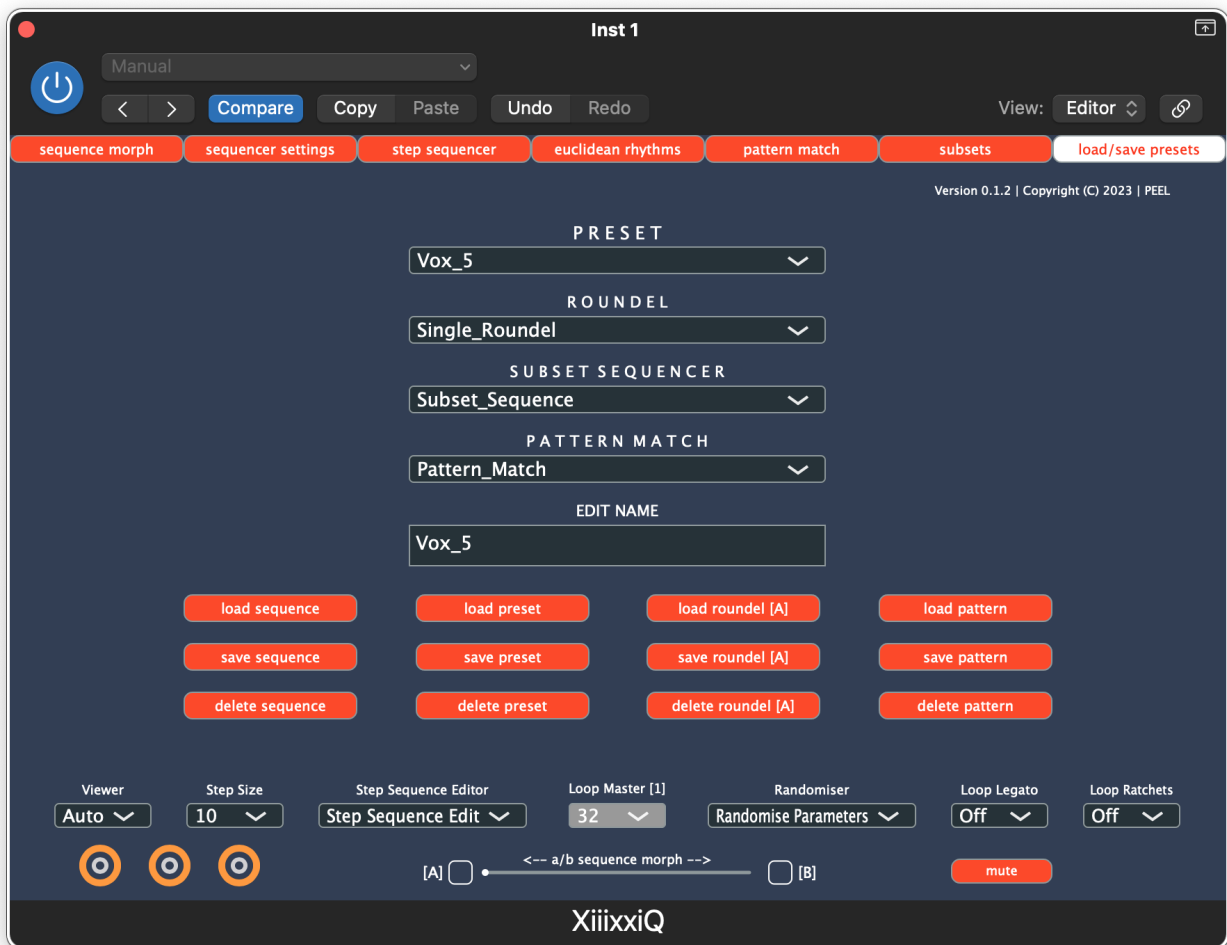 Inst 1
Manual
Compare Copy Paste Undo Redo View: Editor
sequence morph sequencer settings step sequencer euclidean rhythms pattern match subsets load/save presets
Version 0.1.2 | Copyright (C) 2023 | PEEL
PRESET
Vox_5
ROUNDEL
Single_Roundel
SUBSET SEQUENCER
Subset_Sequence
PATTERN MATCH
Pattern_Match
EDIT NAME
Vox_5
load sequence load preset load roundel [A] load pattern
save sequence save preset save roundel [A] save pattern
delete sequence delete preset delete roundel [A] delete pattern
Viewer Step Size Step Sequence Editor Loop Master [1] Randomiser Loop Legato Loop Ratchets
Auto 10 Step Sequence Edit 32 Randomise Parameters Off Off
<-- a/b sequence morph -->
[A] [B] mute
XiiixxiQ